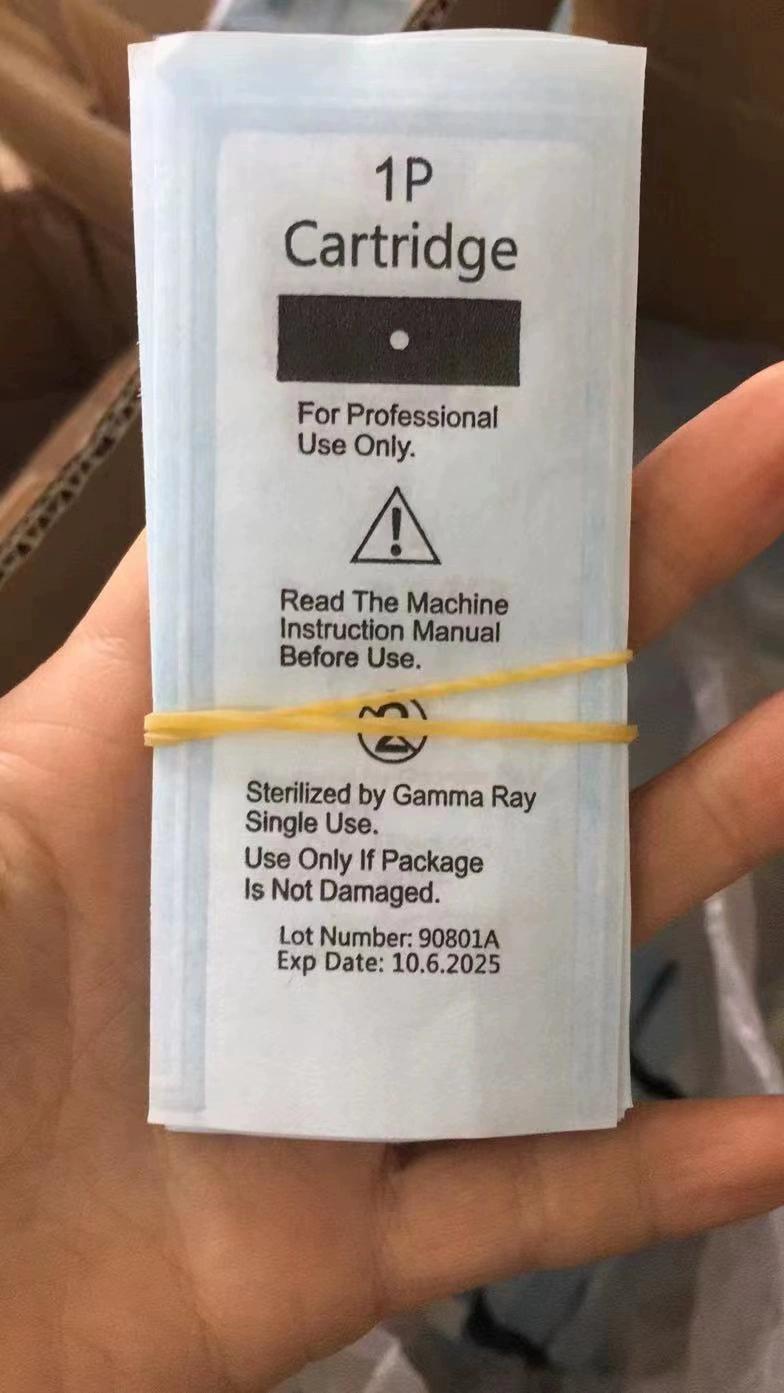 1P
Cartridge
For Professional
Use Only.
Read The Machine
Instruction Manual
Before Use.
Sterilized by Gamma Ray
Single Use.
Use Only If Package
Is Not Damaged.
Lot Number: 90801A
Exp Date: 10.6.2025